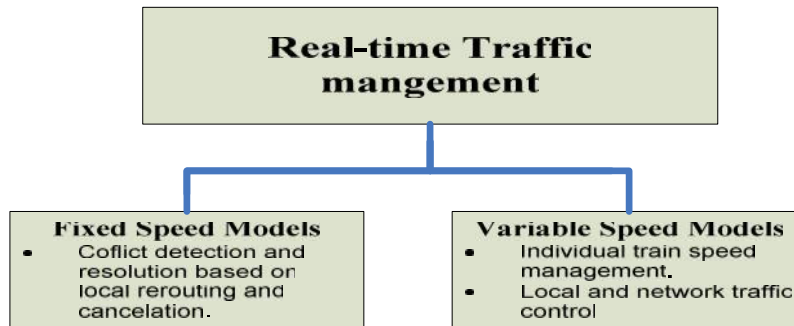 Real-time Traffic
mangement
Fixed Speed Models
• Coflict detection and
resolution based on
local rerouting and
cancelation.
Variable Speed Models
• Individual train speed
management.
• Local and network traffic
control